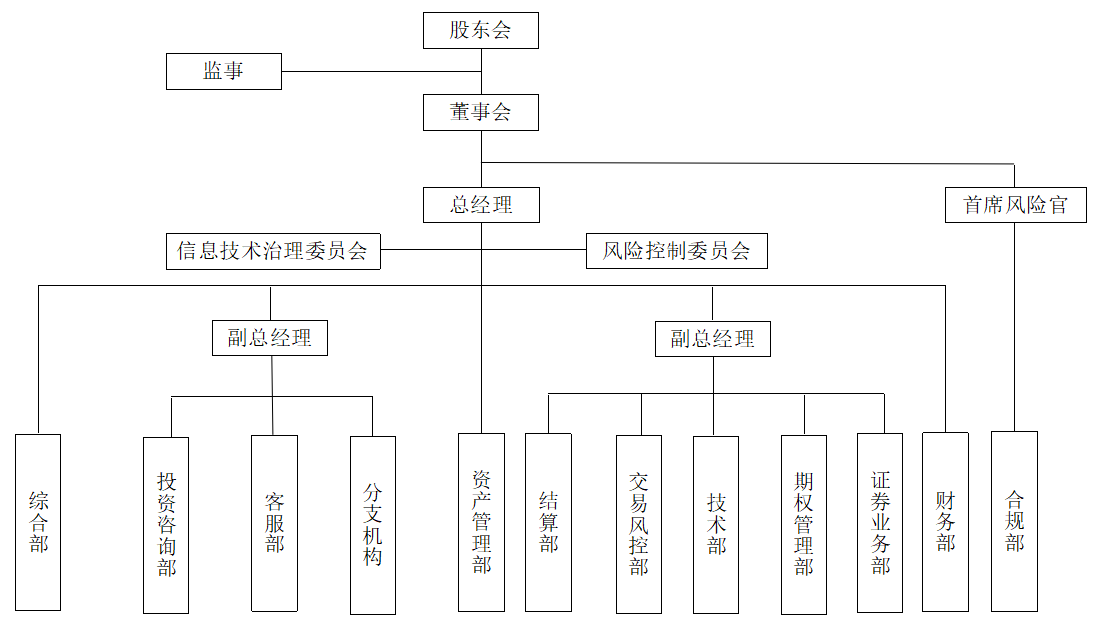 股东会
监事
董事会
总经理
首席风险官
信息技术治理委员会
风险控制委员会
副总经理
副总经理
综合部
投资咨询部
客服部
分支机构
资产管理部
结算部
交易风控部
技术部
期权管理部
证券业务部
财务部
合规部